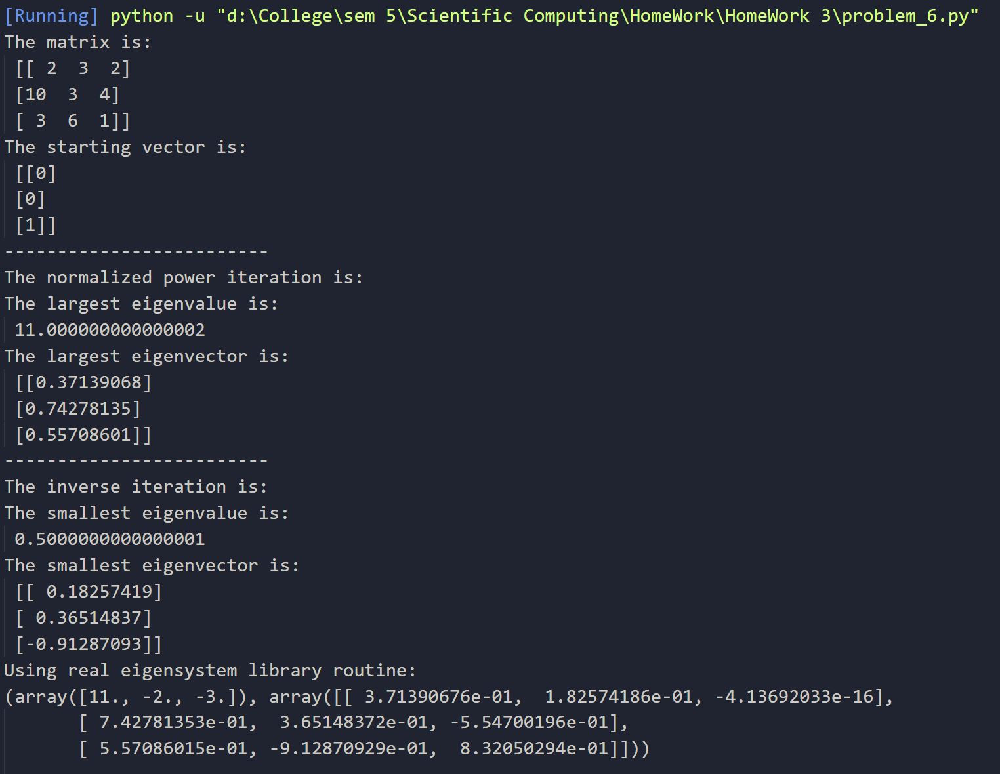 [Running] python -u "d:\College\sem 5\Scientific Computing\HomeWork\HomeWork 3\problem_6.py"
The matrix is:
 [[ 2  3  2]
 [10  3  4]
 [ 3  6  1]]
The starting vector is:
 [[0]
 [0]
 [1]]
-------------------------
The normalized power iteration is:
The largest eigenvalue is:
 11.000000000000002
The largest eigenvector is:
 [[0.37139068]
 [0.74278135]
 [0.55708601]]
-------------------------
The inverse iteration is:
The smallest eigenvalue is:
 0.5000000000000001
The smallest eigenvector is:
 [[ 0.18257419]
 [ 0.36514837]
 [-0.91287093]]
Using real eigensystem library routine:
(array([11., -2., -3.]), array([[ 3.71390676e-01,  1.82574186e-01, -4.13692033e-16],
       [ 7.42781353e-01,  3.65148372e-01, -5.54700196e-01],
       [ 5.57086015e-01, -9.12870929e-01,  8.32050294e-01]]))